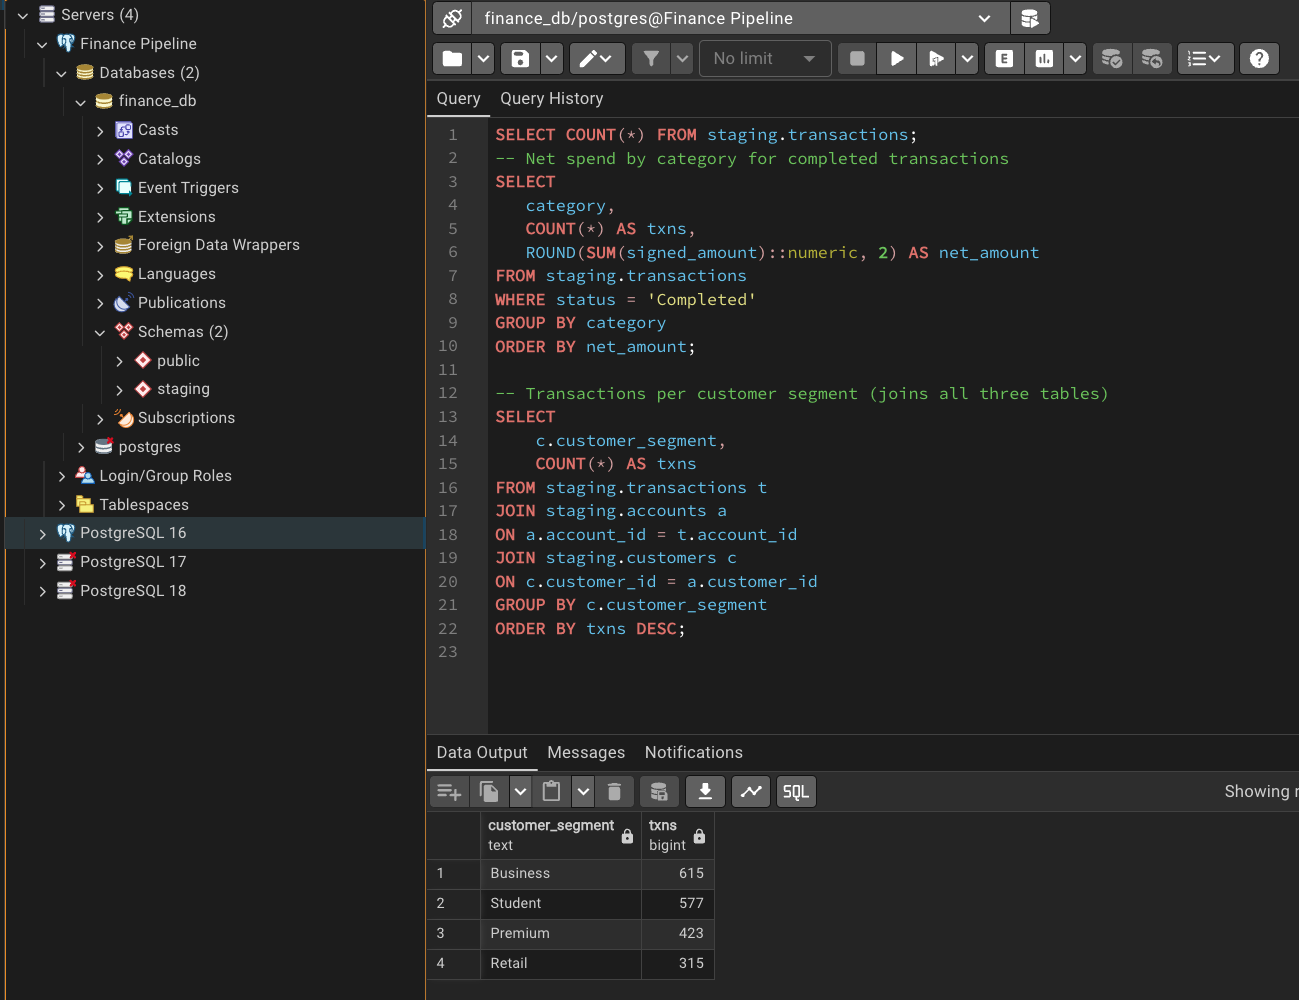 Servers (4)
Finance Pipeline
Databases (2)
finance_db
Casts
Catalogs
Event Triggers
Extensions
Foreign Data Wrappers
Languages
Publications
Schemas (2)
public
staging
Subscriptions
postgres
Login/Group Roles
Tablespaces
PostgreSQL 16
PostgreSQL 17
PostgreSQL 18
finance_db/postgres@Finance Pipeline
No limit
E
Query Query History
1 SELECT COUNT(*) FROM staging.transactions;
2 -- Net spend by category for completed transactions
3 SELECT
4 category,
5 COUNT(*) AS txns,
6 ROUND(SUM(signed_amount)::numeric, 2) AS net_amount
7 FROM staging.transactions
8 WHERE status = 'Completed'
9 GROUP BY category
10 ORDER BY net_amount;
11
12 -- Transactions per customer segment (joins all three tables)
13 SELECT
14 c.customer_segment,
15 COUNT(*) AS txns
16 FROM staging.transactions t
17 JOIN staging.accounts a
18 ON a.account_id = t.account_id
19 JOIN staging.customers c
20 ON c.customer_id = a.customer_id
21 GROUP BY c.customer_segment
22 ORDER BY txns DESC;
23
Data Output Messages Notifications
SQL
Showing r
customer_segment txns
text bigint
1 Business 615
2 Student 577
3 Premium 423
4 Retail 315